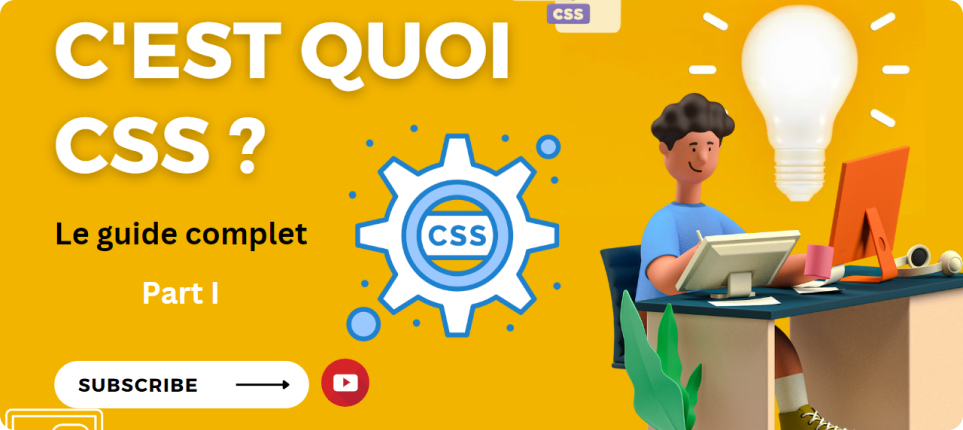 CSS
C'EST QUOI
CSS ?
CSS
Le guide complet
Part I
SUBSCRIBE